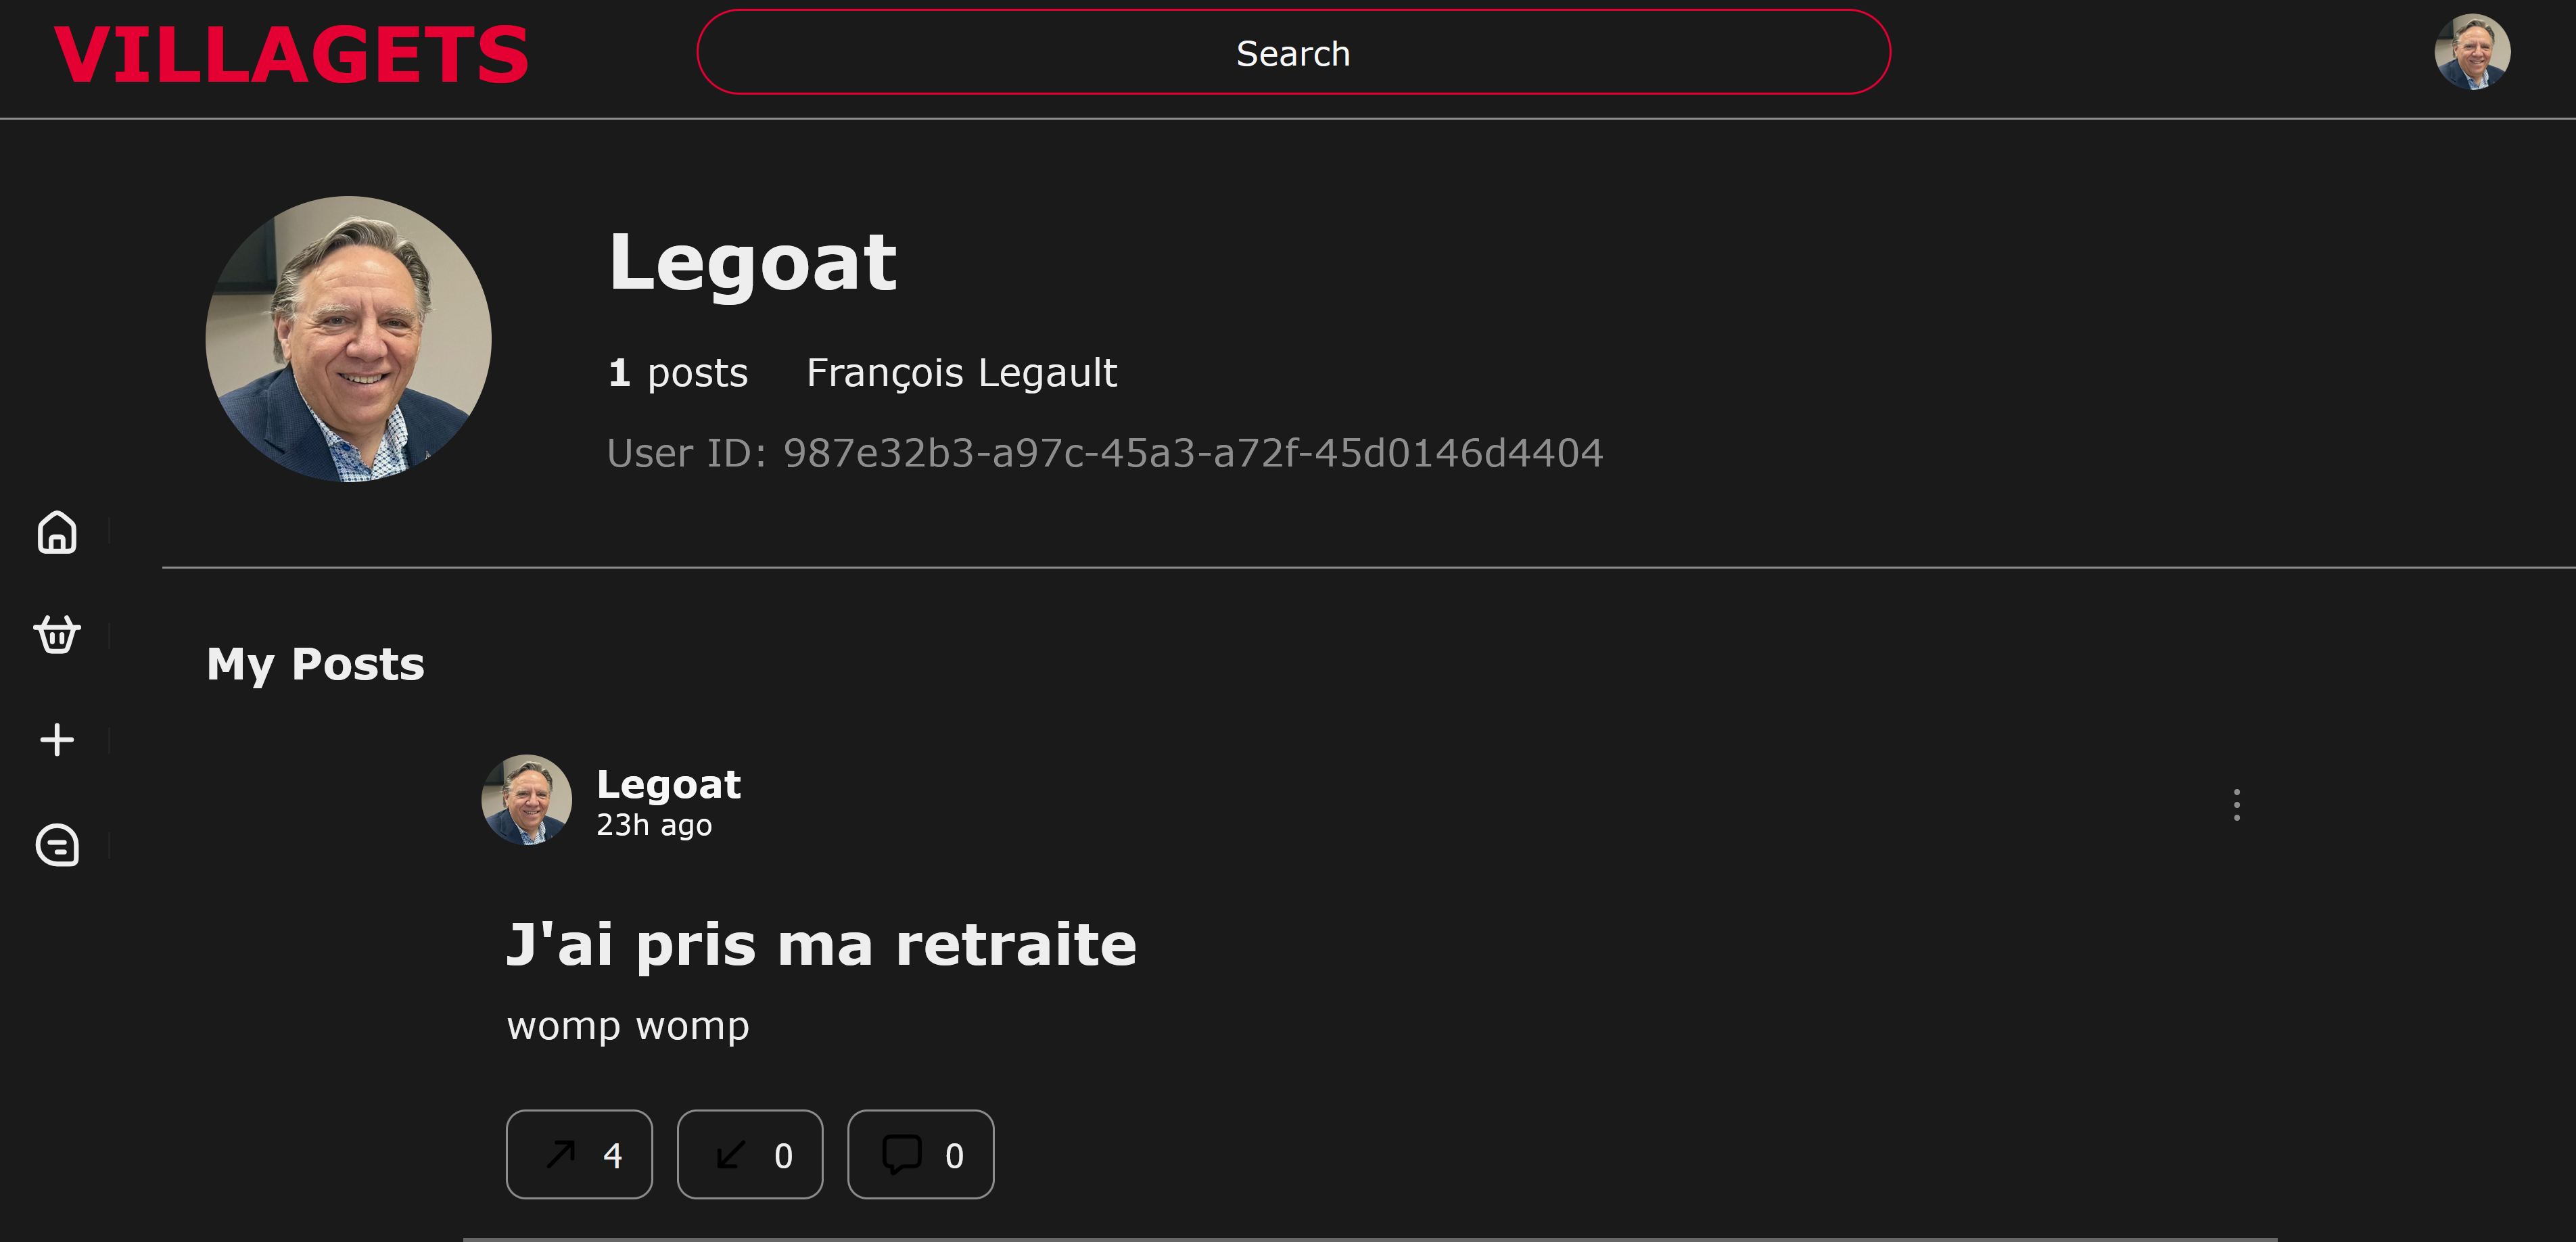 VILLAGETS
Search
Legoat
1 posts François Legault
User ID: 987e32b3-a97c-45a3-a72f-45d0146d4404
My Posts
Legoat
23h ago
J'ai pris ma retraite
womp womp
4 0 0